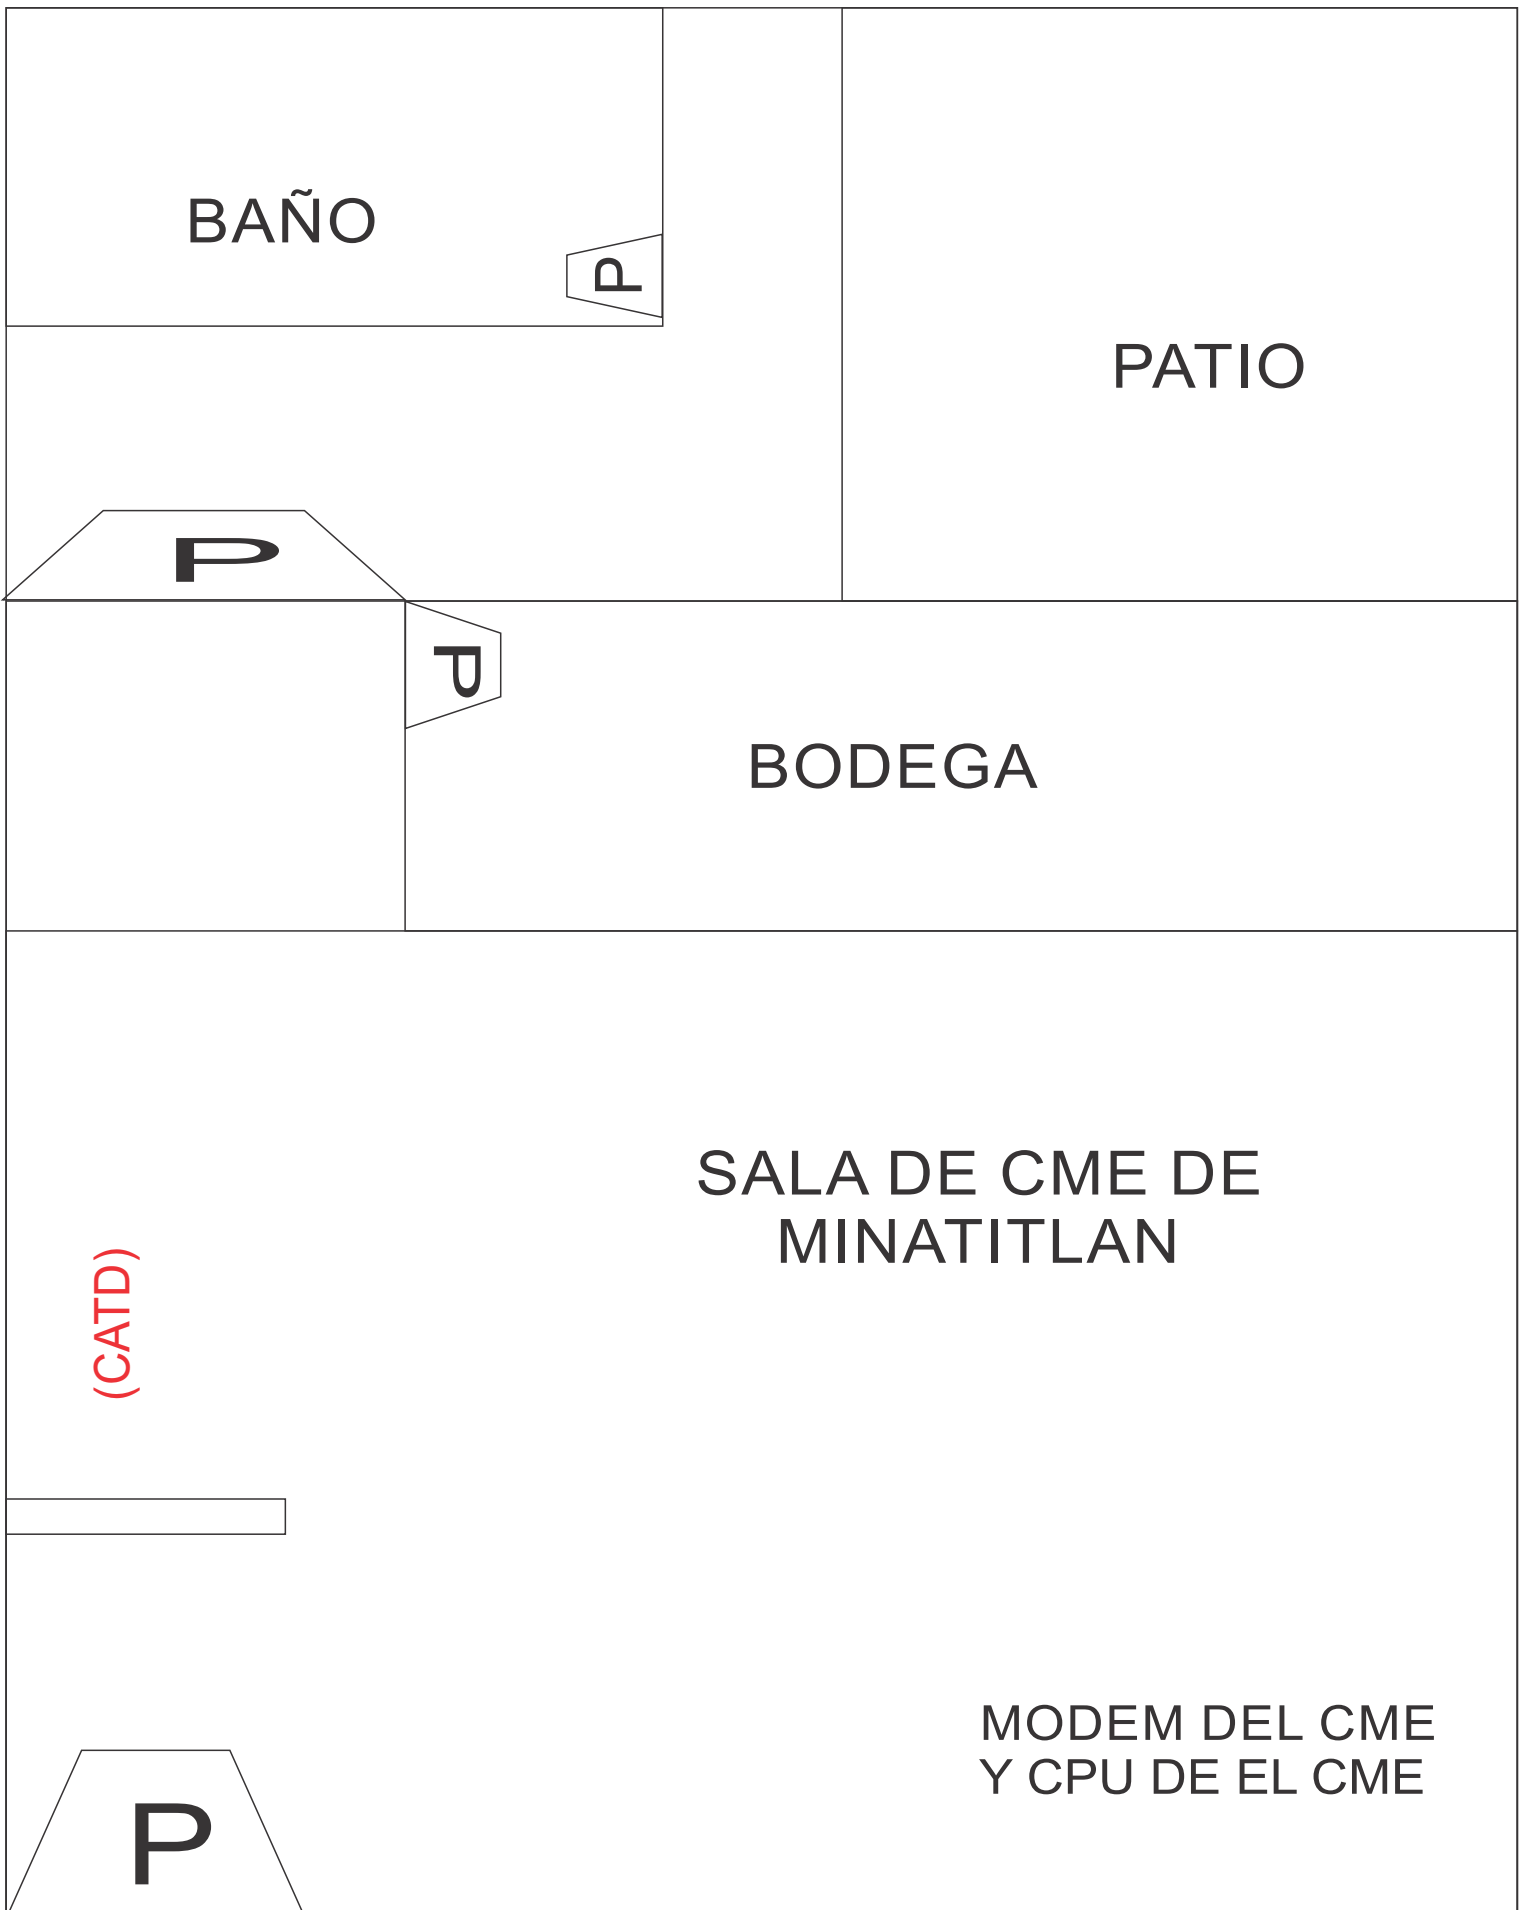 BAÑO
P
PATIO
P
P
BODEGA
SALA DE CME DE
MINATITLAN
(CATD)
MODEM DEL CME
Y CPU DE EL CME
P